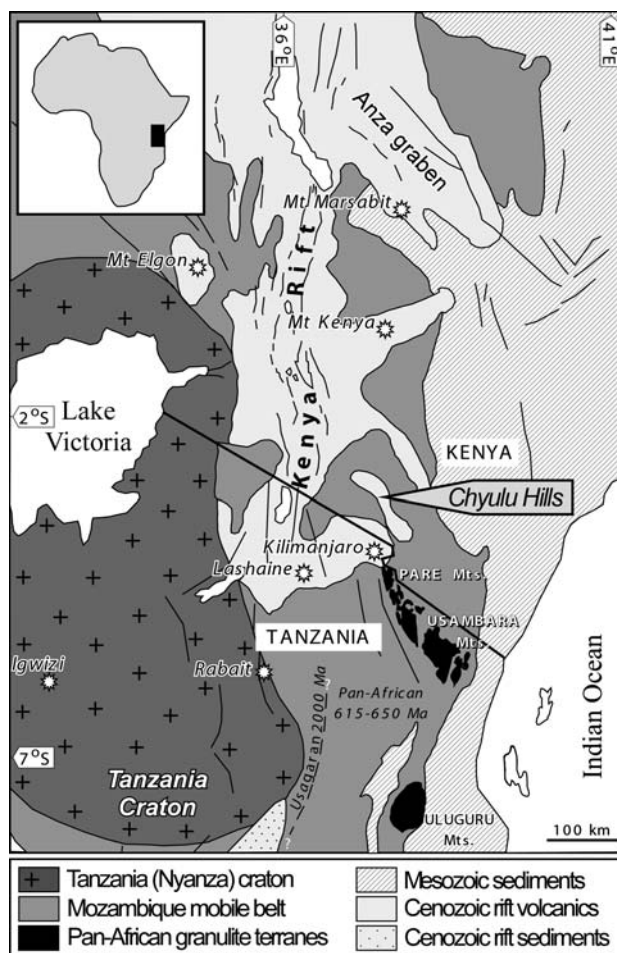 36°E
41°E
Anza graben
Mt Marsabit
Mt Elgon
Rift
Mt Kenya
Kenya
2°S
Lake
Victoria
KENYA
Chyulu Hills
Kilimanjaro
Lashaine
PARE Mts.
USAMBARA
Mts.
TANZANIA
Igwizi
Rabait
Pan-African
615-650 Ma
? Usagaran 2000 Ma ?
Indian Ocean
7°S
Tanzania
Craton
ULUGURU
Mts.
100 km
Tanzania (Nyanza) craton
Mozambique mobile belt
Pan-African granulite terranes
Mesozoic sediments
Cenozoic rift volcanics
Cenozoic rift sediments